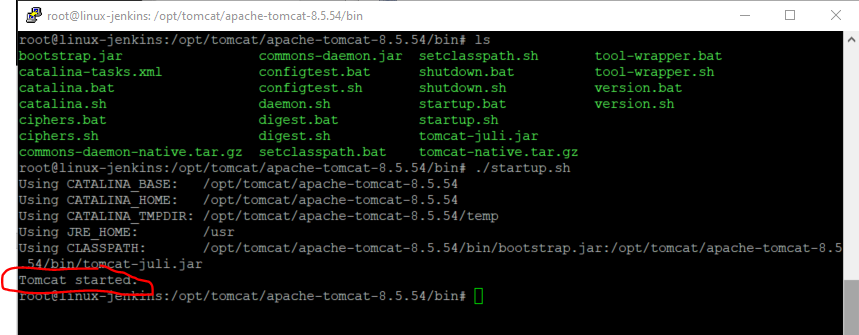 root@linux-jenkins: /opt/tomcat/apache-tomcat-8.5.54/bin
root@linux-jenkins:/opt/tomcat/apache-tomcat-8.5.54/bin# ls
bootstrap.jar commons-daemon.jar setclasspath.sh tool-wrapper.bat
catalina-tasks.xml configtest.bat shutdown.bat tool-wrapper.sh
catalina.bat configtest.sh shutdown.sh version.bat
catalina.sh daemon.sh startup.bat version.sh
ciphers.bat digest.bat startup.sh
ciphers.sh digest.sh tomcat-juli.jar
commons-daemon-native.tar.gz setclasspath.bat tomcat-native.tar.gz
root@linux-jenkins:/opt/tomcat/apache-tomcat-8.5.54/bin# ./startup.sh
Using CATALINA_BASE: /opt/tomcat/apache-tomcat-8.5.54
Using CATALINA_HOME: /opt/tomcat/apache-tomcat-8.5.54
Using CATALINA_TMPDIR: /opt/tomcat/apache-tomcat-8.5.54/temp
Using JRE_HOME: /usr
Using CLASSPATH: /opt/tomcat/apache-tomcat-8.5.54/bin/bootstrap.jar:/opt/tomcat/apache-tomcat-8.5
.54/bin/tomcat-juli.jar
Tomcat started.
root@linux-jenkins:/opt/tomcat/apache-tomcat-8.5.54/bin#